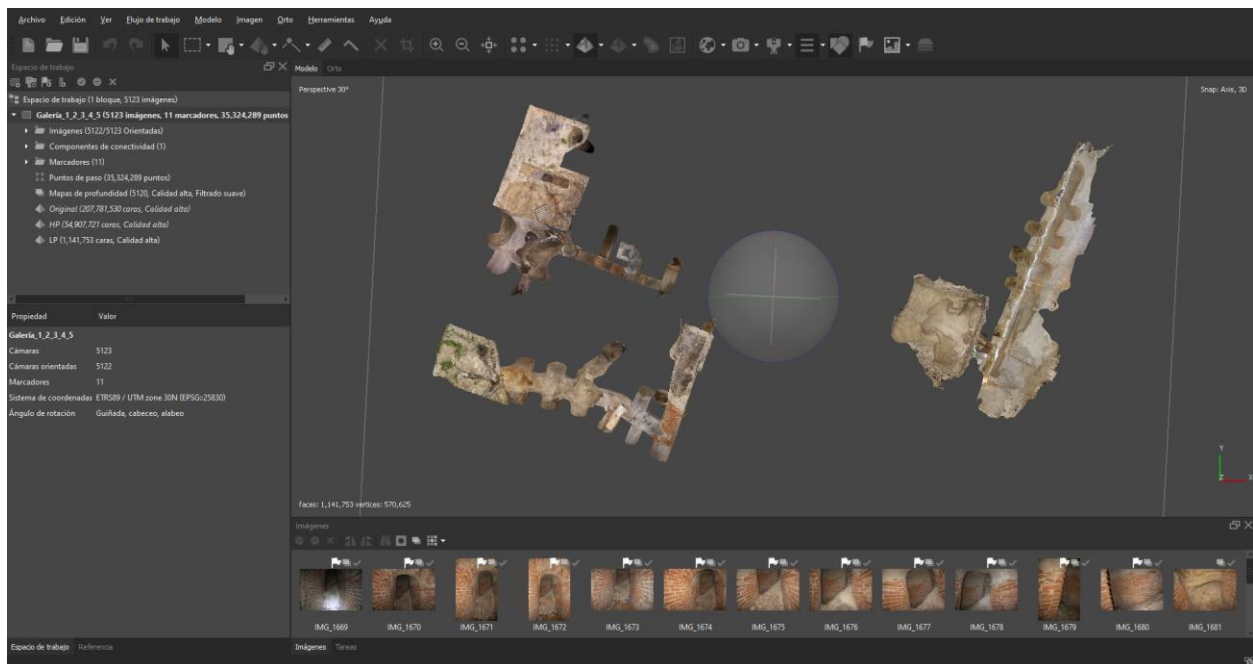 Archivo Edición Ver Flujo de trabajo Modelo Imagen Orto Herramientas Ayuda
Espacio de trabajo
Espacio de trabajo (1 bloque, 5123 imágenes)
Galería_1_2_3_4_5 (5123 imágenes, 11 marcadores, 35,324,289 puntos
Imágenes (5122/5123 Orientadas)
Componentes de conectividad (1)
Marcadores (11)
Puntos de paso (35,324,289 puntos)
Mapas de profundidad (5120, Calidad alta, Filtrado suave)
Original (207,781,530 caras, Calidad alta)
HP (54,907,721 caras, Calidad alta)
LP (1,141,753 caras, Calidad alta)
Propiedad Valor
Galería_1_2_3_4_5
Cámaras 5123
Cámaras orientadas 5122
Marcadores 11
Sistema de coordenadas ETRS89 / UTM zone 30N (EPSG::25830)
Ángulo de rotación Guiñada, cabeceo, alabeo
Espacio de trabajo Referencia
Modelo Orto
Perspective 30°
Snap: Axis, 3D
Y
X
Z
faces: 1,141,753 vertices: 570,625
Imágenes
IMG_1669 IMG_1670 IMG_1671 IMG_1672 IMG_1673 IMG_1674 IMG_1675 IMG_1676 IMG_1677 IMG_1678 IMG_1679 IMG_1680 IMG_1681
Imágenes Tareas